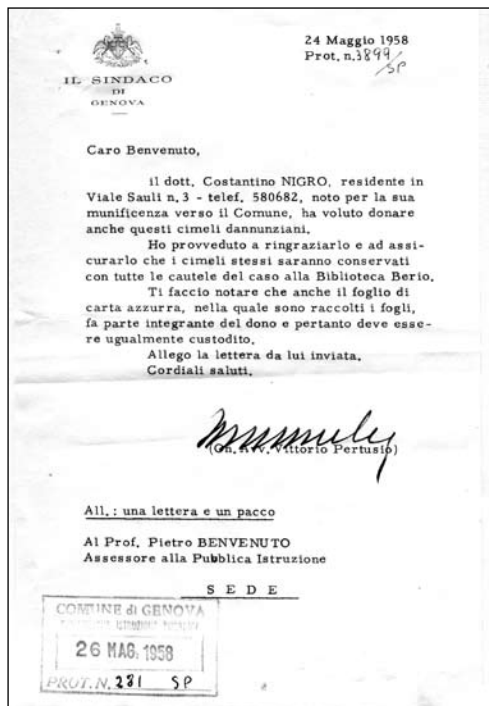 24 Maggio 1958
Prot. n. 3899/SP
IL SINDACO
DI
GENOVA
Caro Benvenuto,
il dott. Costantino NIGRO, residente in
Viale Sauli n. 3 - telef. 580682, noto per la sua
munificenza verso il Comune, ha voluto donare
anche questi cimeli dannunziani.
Ho provveduto a ringraziarlo e ad assi-
curarlo che i cimeli stessi saranno conservati
con tutte le cautele del caso alla Biblioteca Berio.
Ti faccio notare che anche il foglio di
carta azzurra, nella quale sono raccolti i fogli,
fa parte integrante del dono e pertanto deve esse-
re ugualmente custodito.
Allego la lettera da lui inviata.
Cordiali saluti.
(On. Avv. Vittorio Pertusio)
All. : una lettera e un pacco
Al Prof. Pietro BENVENUTO
Assessore alla Pubblica Istruzione
S E D E
COMUNE di GENOVA
26 MAG. 1958
PROT. N. 281 SP